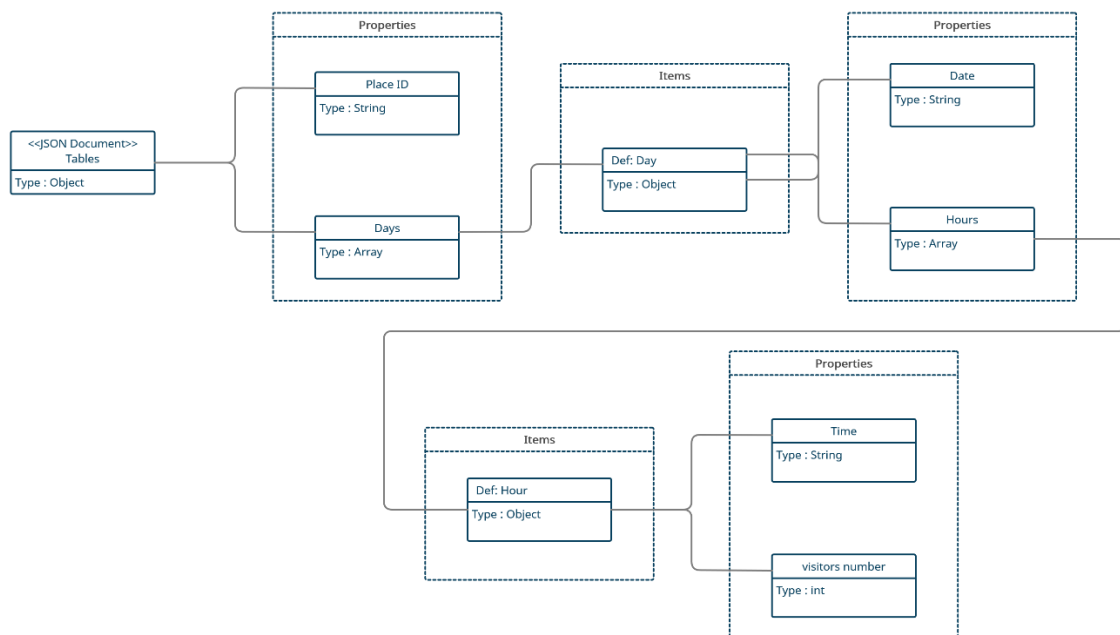 <<JSON Document>>
Tables
Type : Object
Properties
Place ID
Type : String
Days
Type : Array
Items
Def: Day
Type : Object
Properties
Date
Type : String
Hours
Type : Array
Items
Def: Hour
Type : Object
Properties
Time
Type : String
visitors number
Type : int